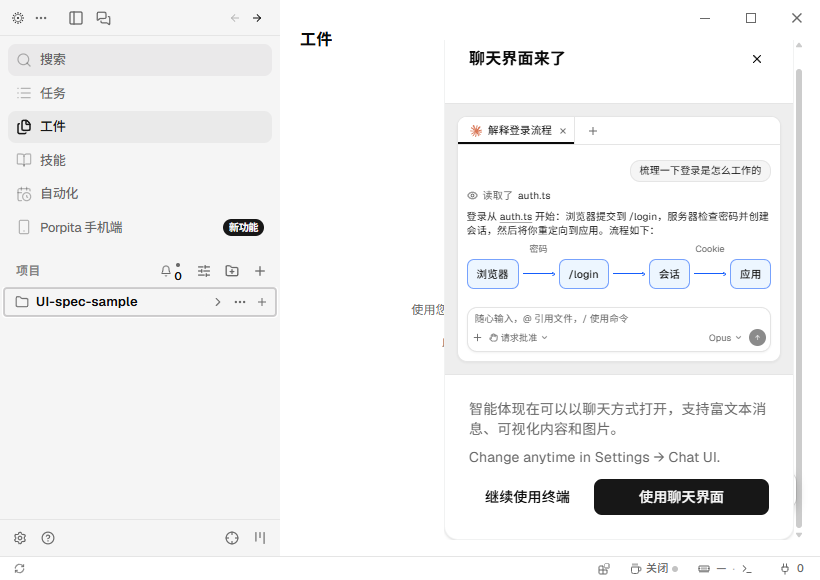 搜索
任务
工件
技能
自动化
Porpita 手机端
新功能
项目
0
UI-spec-sample
工件
使用您
聊天界面来了
解释登录流程
梳理一下登录是怎么工作的
读取了 auth.ts
登录从 auth.ts 开始：浏览器提交到 /login，服务器检查密码并创建
会话，然后将你重定向到应用。流程如下：
密码
Cookie
浏览器
/login
会话
应用
随心输入，@ 引用文件，/ 使用命令
请求批准
Opus
智能体现在可以以聊天方式打开，支持富文本消
息、可视化内容和图片。
Change anytime in Settings → Chat UI.
继续使用终端
使用聊天界面
关闭
0